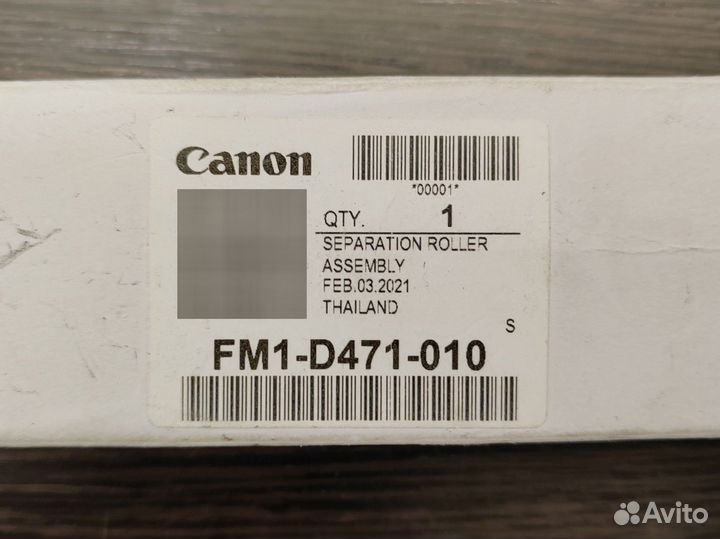 Canon
*00001*
QTY. 1
SEPARATION ROLLER
ASSEMBLY
FEB.03.2021
THAILAND
S
FM1-D471-010
Avito